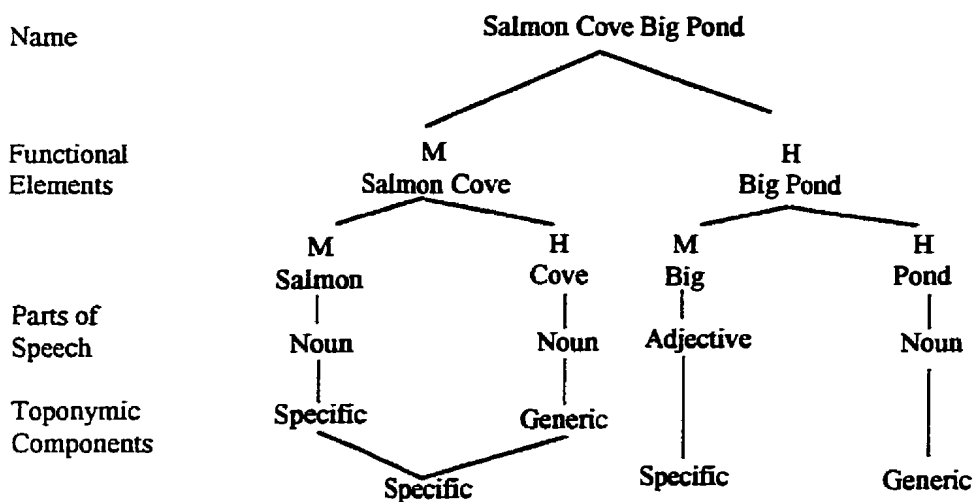 Name
Salmon Cove Big Pond
Functional
Elements
M
H
Salmon Cove
Big Pond
M
H
M
H
Salmon
Cove
Big
Pond
Parts of
Speech
Noun
Noun
Adjective
Noun
Toponymic
Components
Specific
Generic
Specific
Specific
Generic